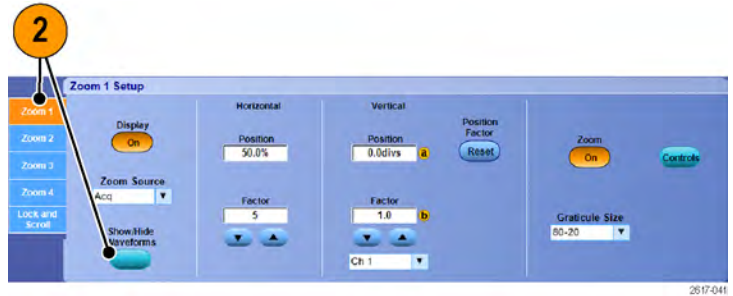 2
Zoom 1 Setup
Zoom 1
Zoom 2
Zoom 3
Zoom 4
Lock and
Scroll
Display
On
Zoom Source
Acq
Show/Hide
Waveforms
Horizontal
Position
50.0%
Factor
5
Vertical
Position
0.0divs
a
Factor
1.0
b
Ch 1
Position
Factor
Reset
Zoom
On
Graticule Size
80-20
Controls
2617-041